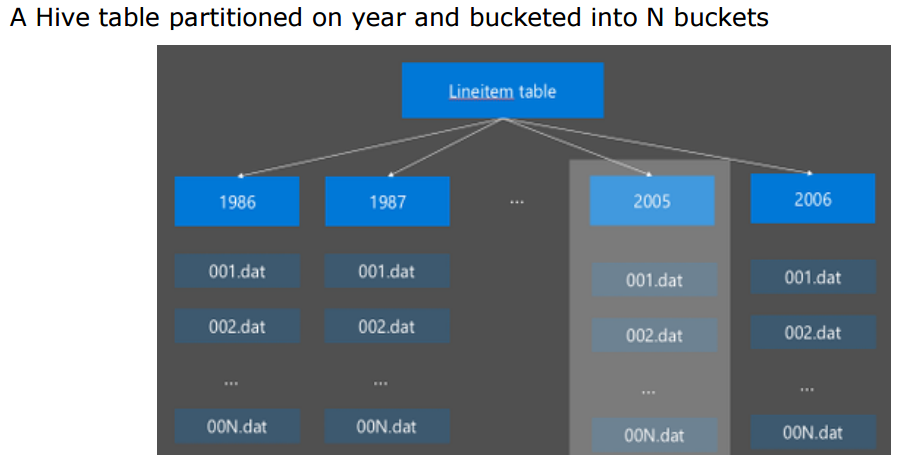 A Hive table partitioned on year and bucketed into N buckets
Lineitem table
1986 1987 ... 2005 2006
001.dat 001.dat 001.dat 001.dat
002.dat 002.dat 002.dat 002.dat
... ... ... ...
00N.dat 00N.dat 00N.dat 00N.dat